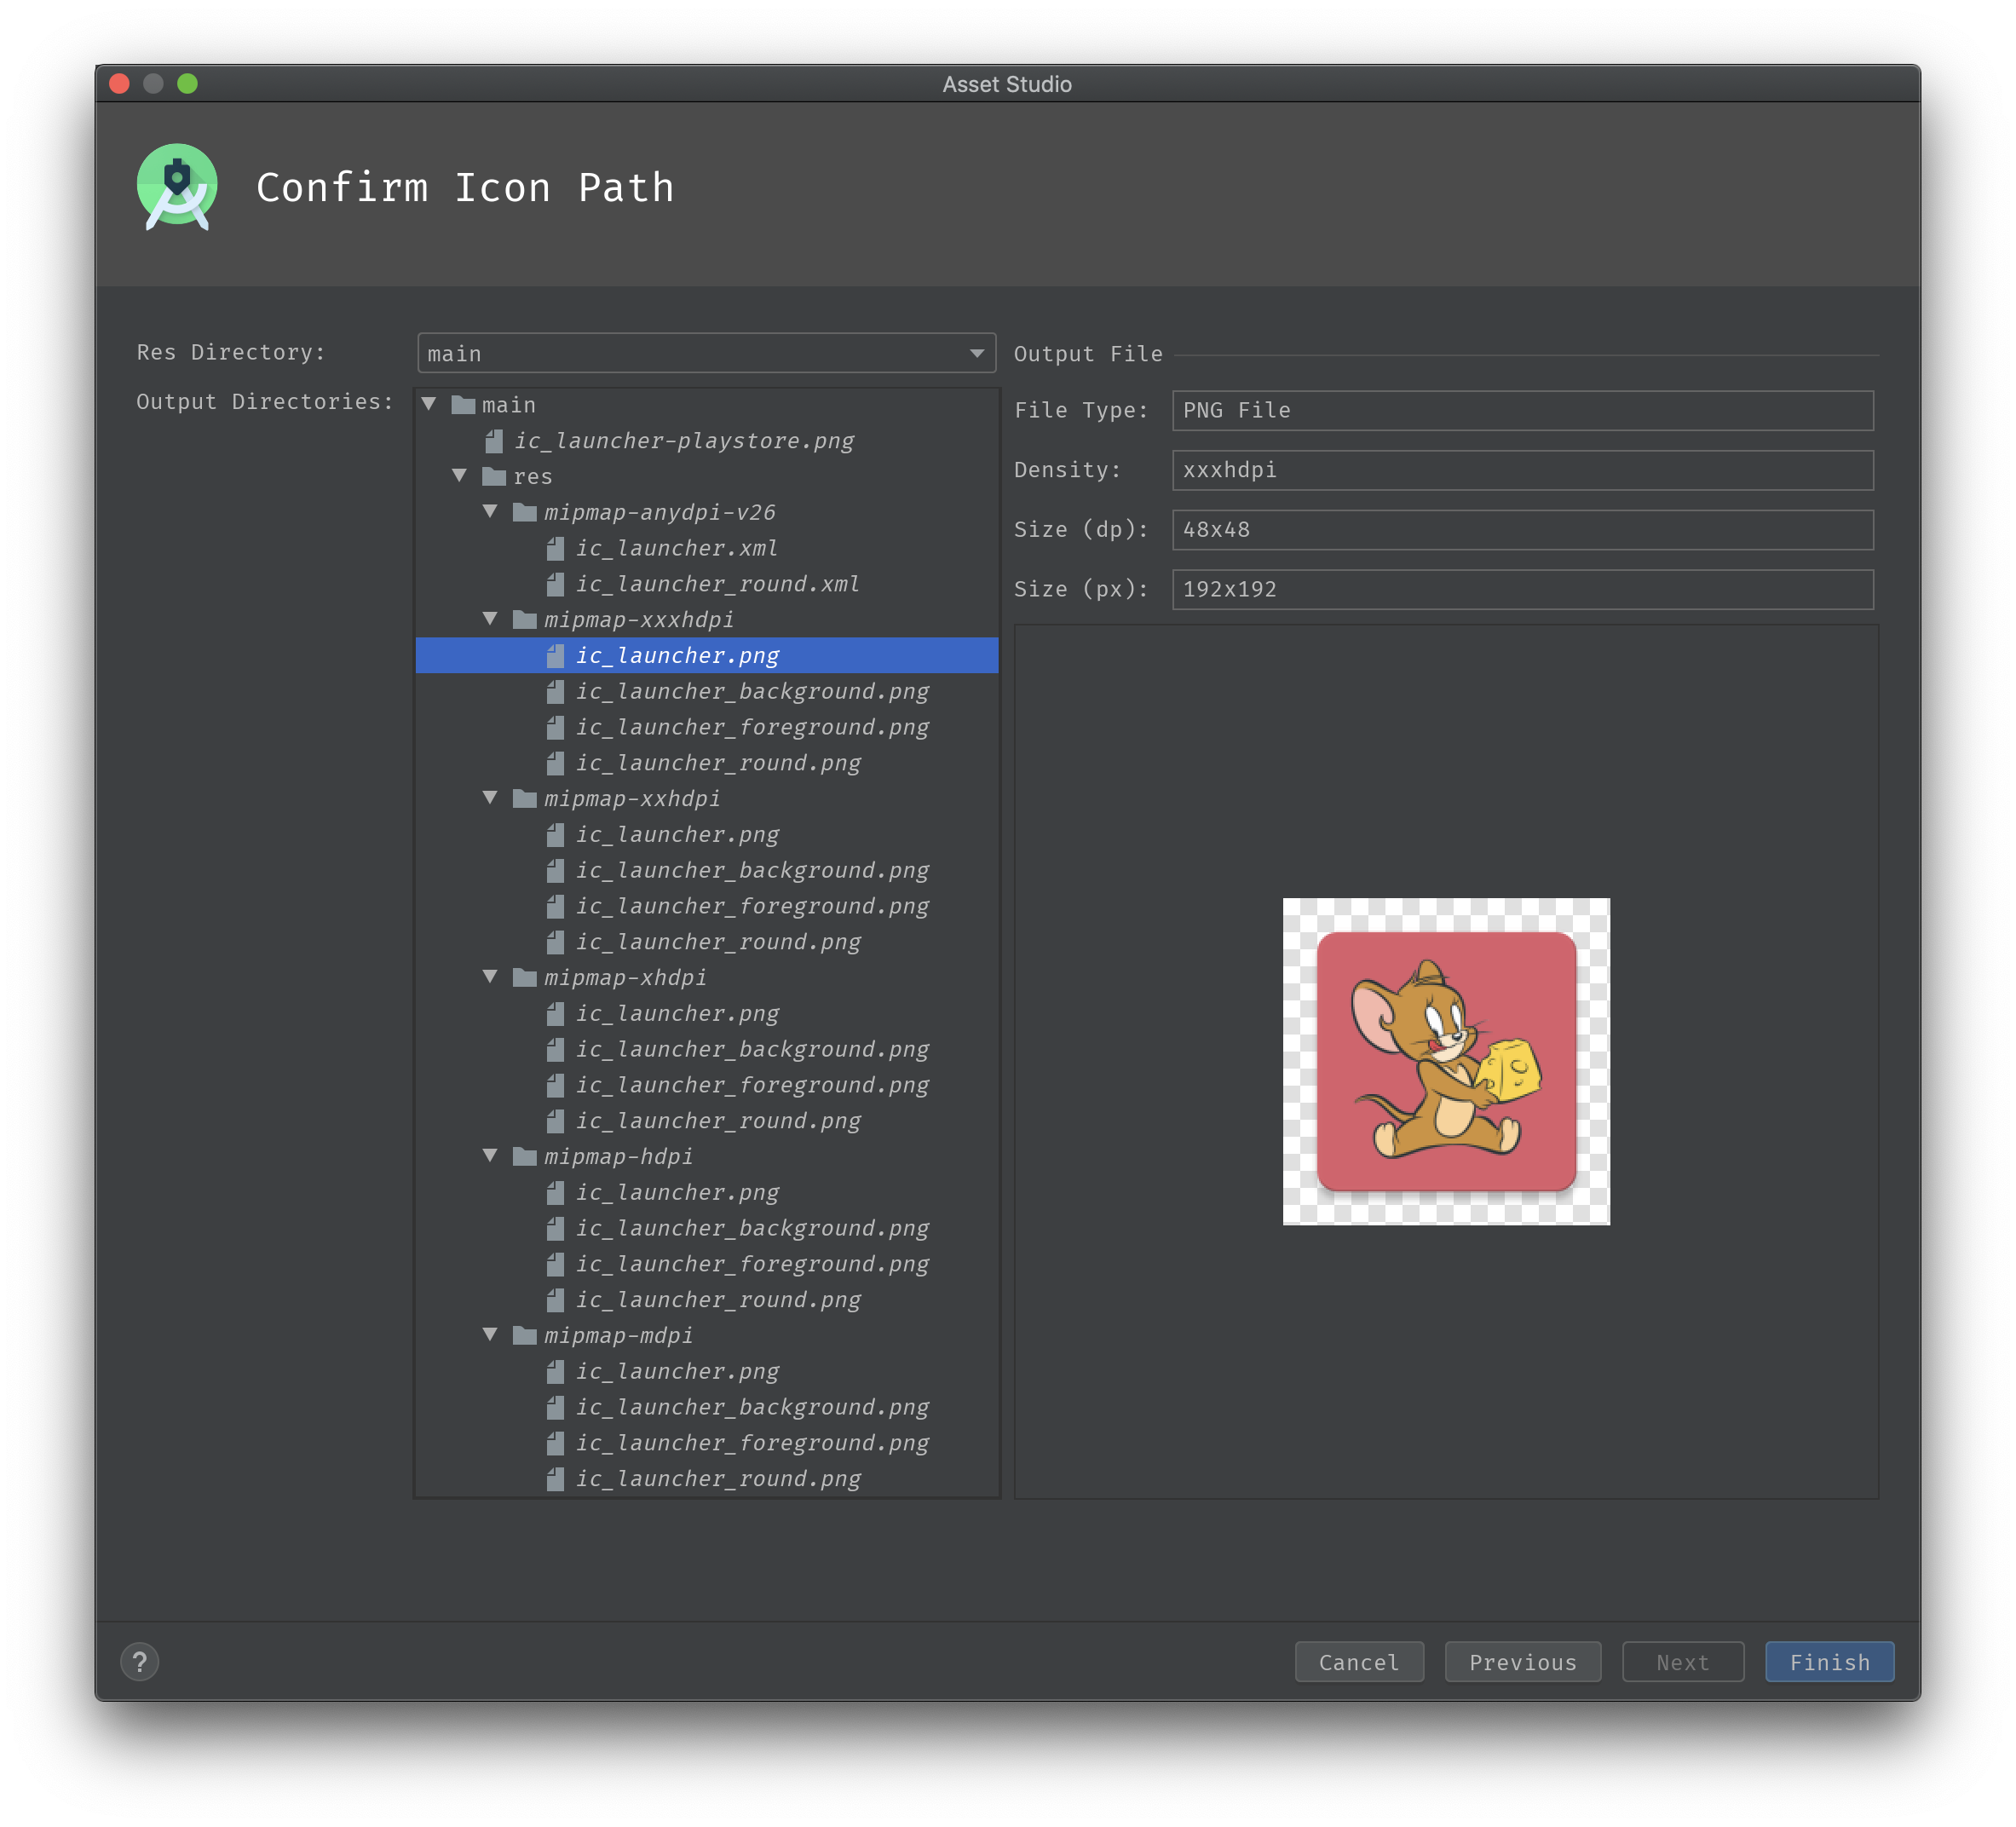 Asset Studio
Confirm Icon Path
Res Directory: main
Output Directories:
main
ic_launcher-playstore.png
res
mipmap-anydpi-v26
ic_launcher.xml
ic_launcher_round.xml
mipmap-xxxhdpi
ic_launcher.png
ic_launcher_background.png
ic_launcher_foreground.png
ic_launcher_round.png
mipmap-xxhdpi
ic_launcher.png
ic_launcher_background.png
ic_launcher_foreground.png
ic_launcher_round.png
mipmap-xhdpi
ic_launcher.png
ic_launcher_background.png
ic_launcher_foreground.png
ic_launcher_round.png
mipmap-hdpi
ic_launcher.png
ic_launcher_background.png
ic_launcher_foreground.png
ic_launcher_round.png
mipmap-mdpi
ic_launcher.png
ic_launcher_background.png
ic_launcher_foreground.png
ic_launcher_round.png
Output File
File Type: PNG File
Density: xxxhdpi
Size (dp): 48x48
Size (px): 192x192
? Cancel Previous Next Finish